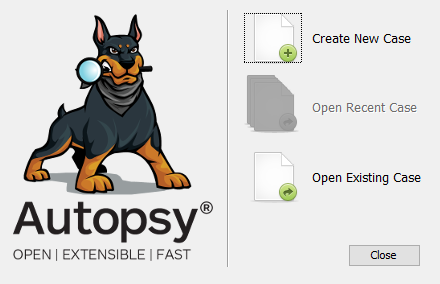 Autopsy®
OPEN | EXTENSIBLE | FAST
Create New Case
Open Recent Case
Open Existing Case
Close